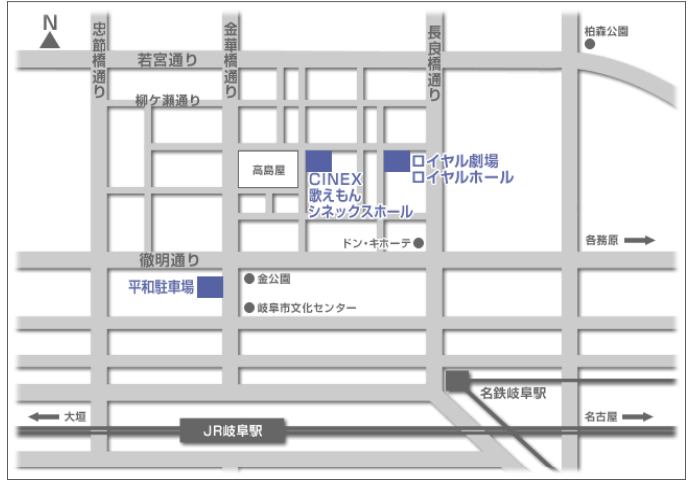 N
忠節橋通り
金華橋通り
長良橋通り
柏森公園
若宮通り
柳ケ瀬通り
高島屋
CINEX
歌えもん
シネックスホール
ロイヤル劇場
ロイヤルホール
ドン・キホーテ
各務原
徹明通り
平和駐車場
金公園
岐阜市文化センター
名鉄岐阜駅
大垣
JR岐阜駅
名古屋